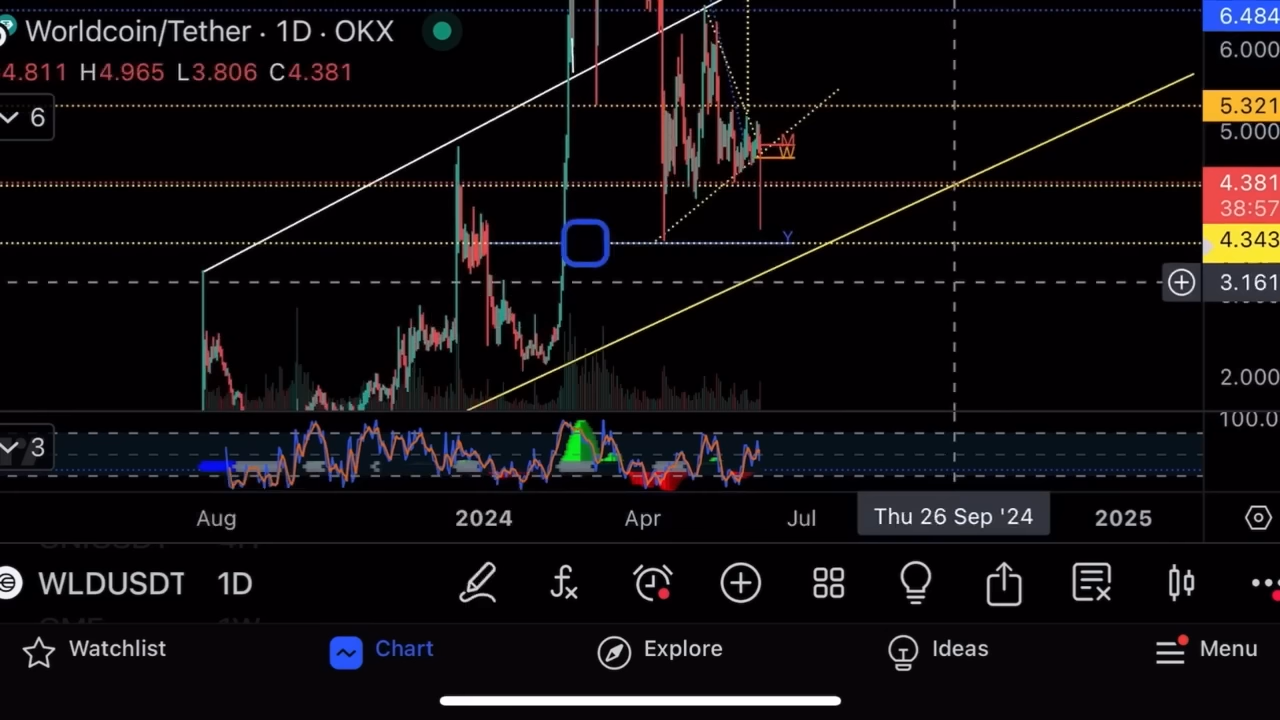 Worldcoin/Tether · 1D · OKX
4.811 H4.965 L3.806 C4.381
6
6.484
6.000
5.321
5.000
4.381
38:57
4.343
3.161
2.000
M
W
Y
3
100.0
Aug 2024 Apr Jul Thu 26 Sep '24 2025
WLDUSDT 1D
Watchlist Chart Explore Ideas Menu